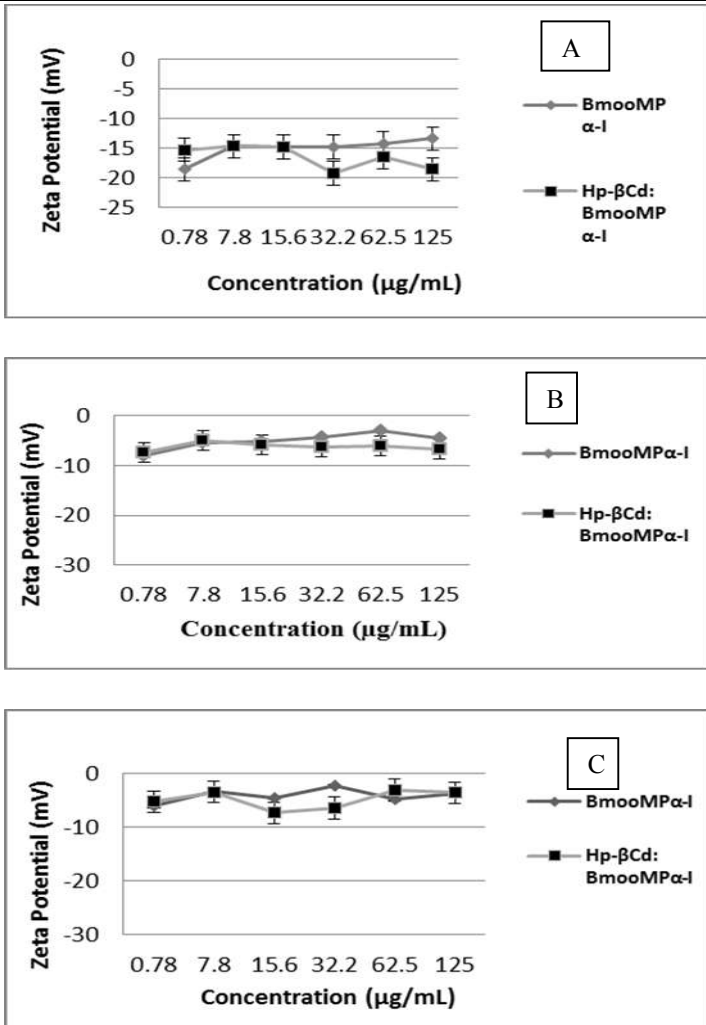 A
Zeta Potential (mV)
0
-5
-10
-15
-20
-25
0.78 7.8 15.6 32.2 62.5 125
Concentration (µg/mL)
BmooMP
α-I
Hp-βCd:
BmooMP
α-I
B
Zeta Potential (mV)
0
-10
-20
-30
0.78 7.8 15.6 32.2 62.5 125
Concentration (µg/mL)
BmooMPα-I
Hp-βCd:
BmooMPα-I
C
Zeta Potential (mV)
0
-10
-20
-30
0.78 7.8 15.6 32.2 62.5 125
Concentration (µg/mL)
BmooMPα-I
Hp-βCd:
BmooMPα-I